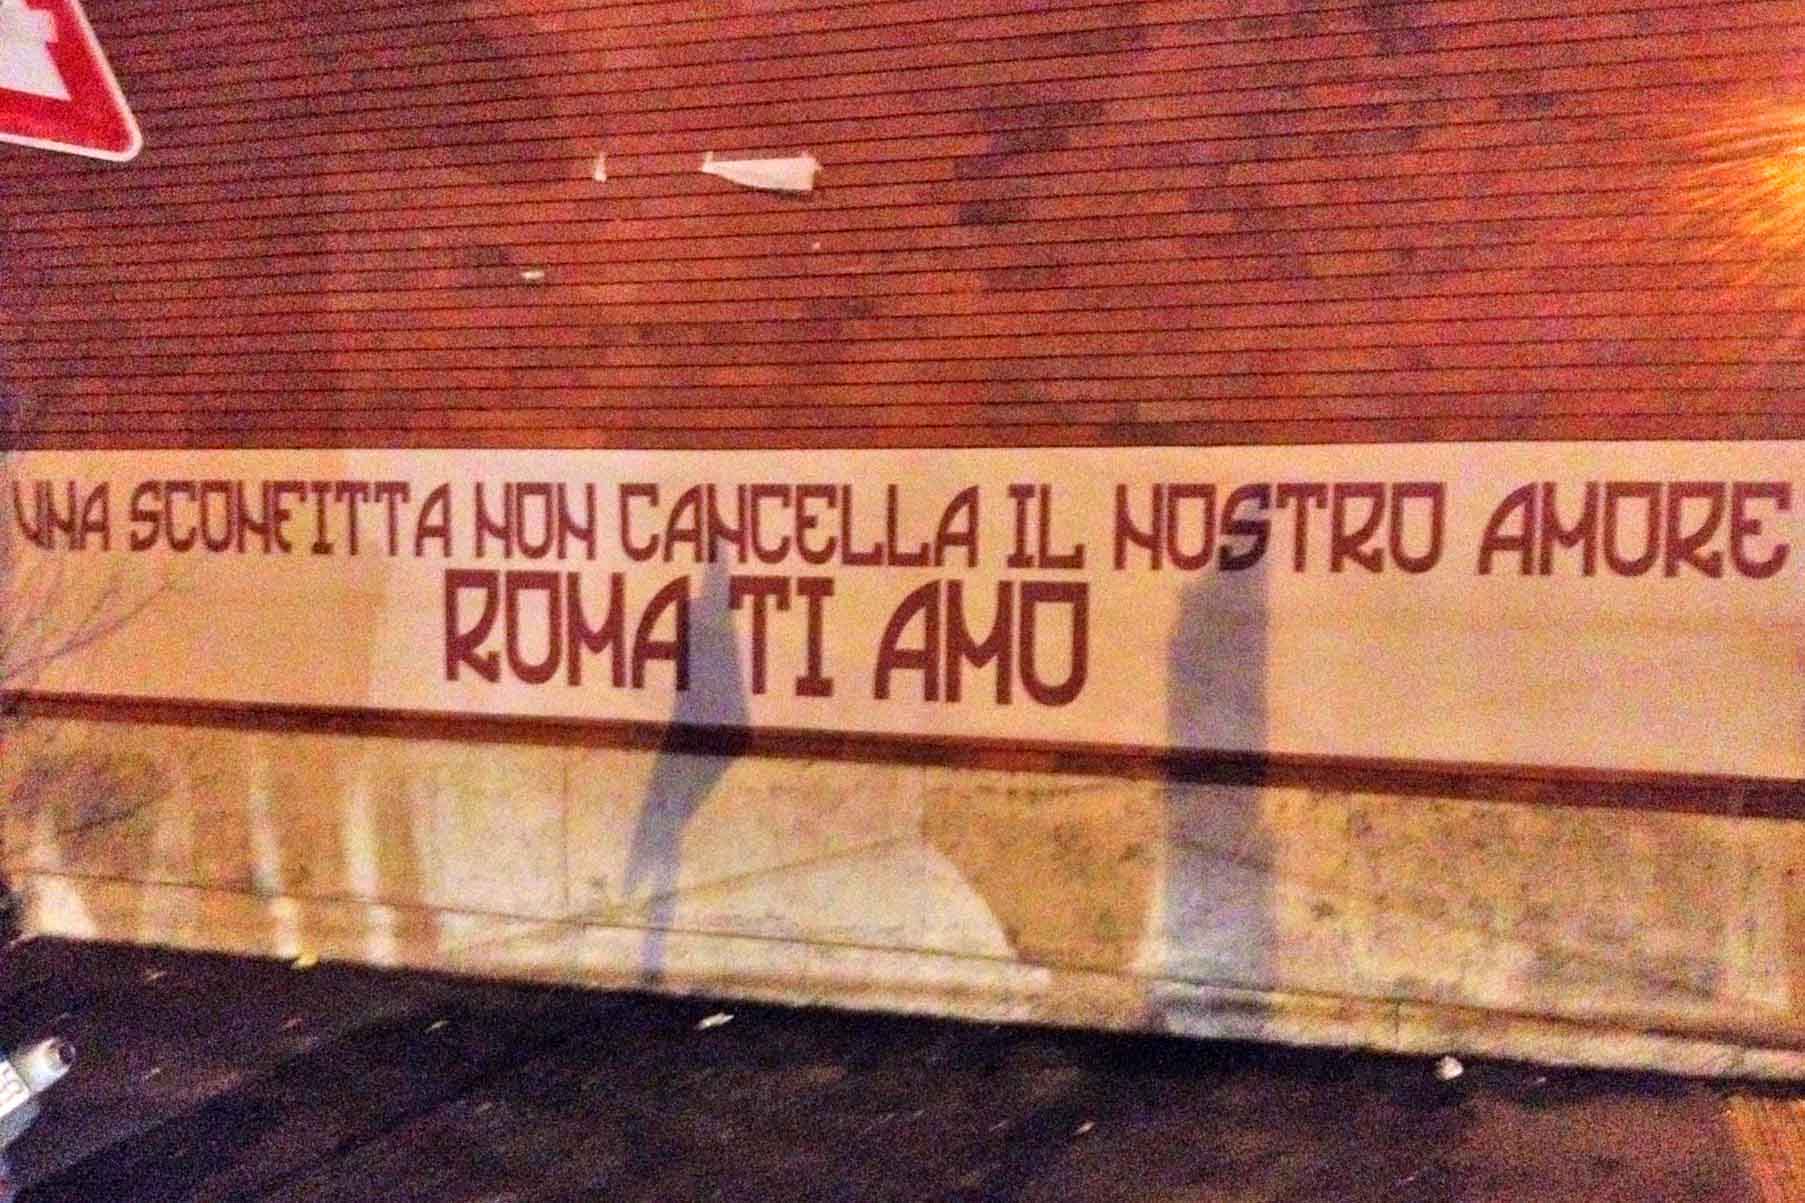 UNA SCONFITTA NON CANCELLA IL NOSTRO AMORE
ROMA TI AMO